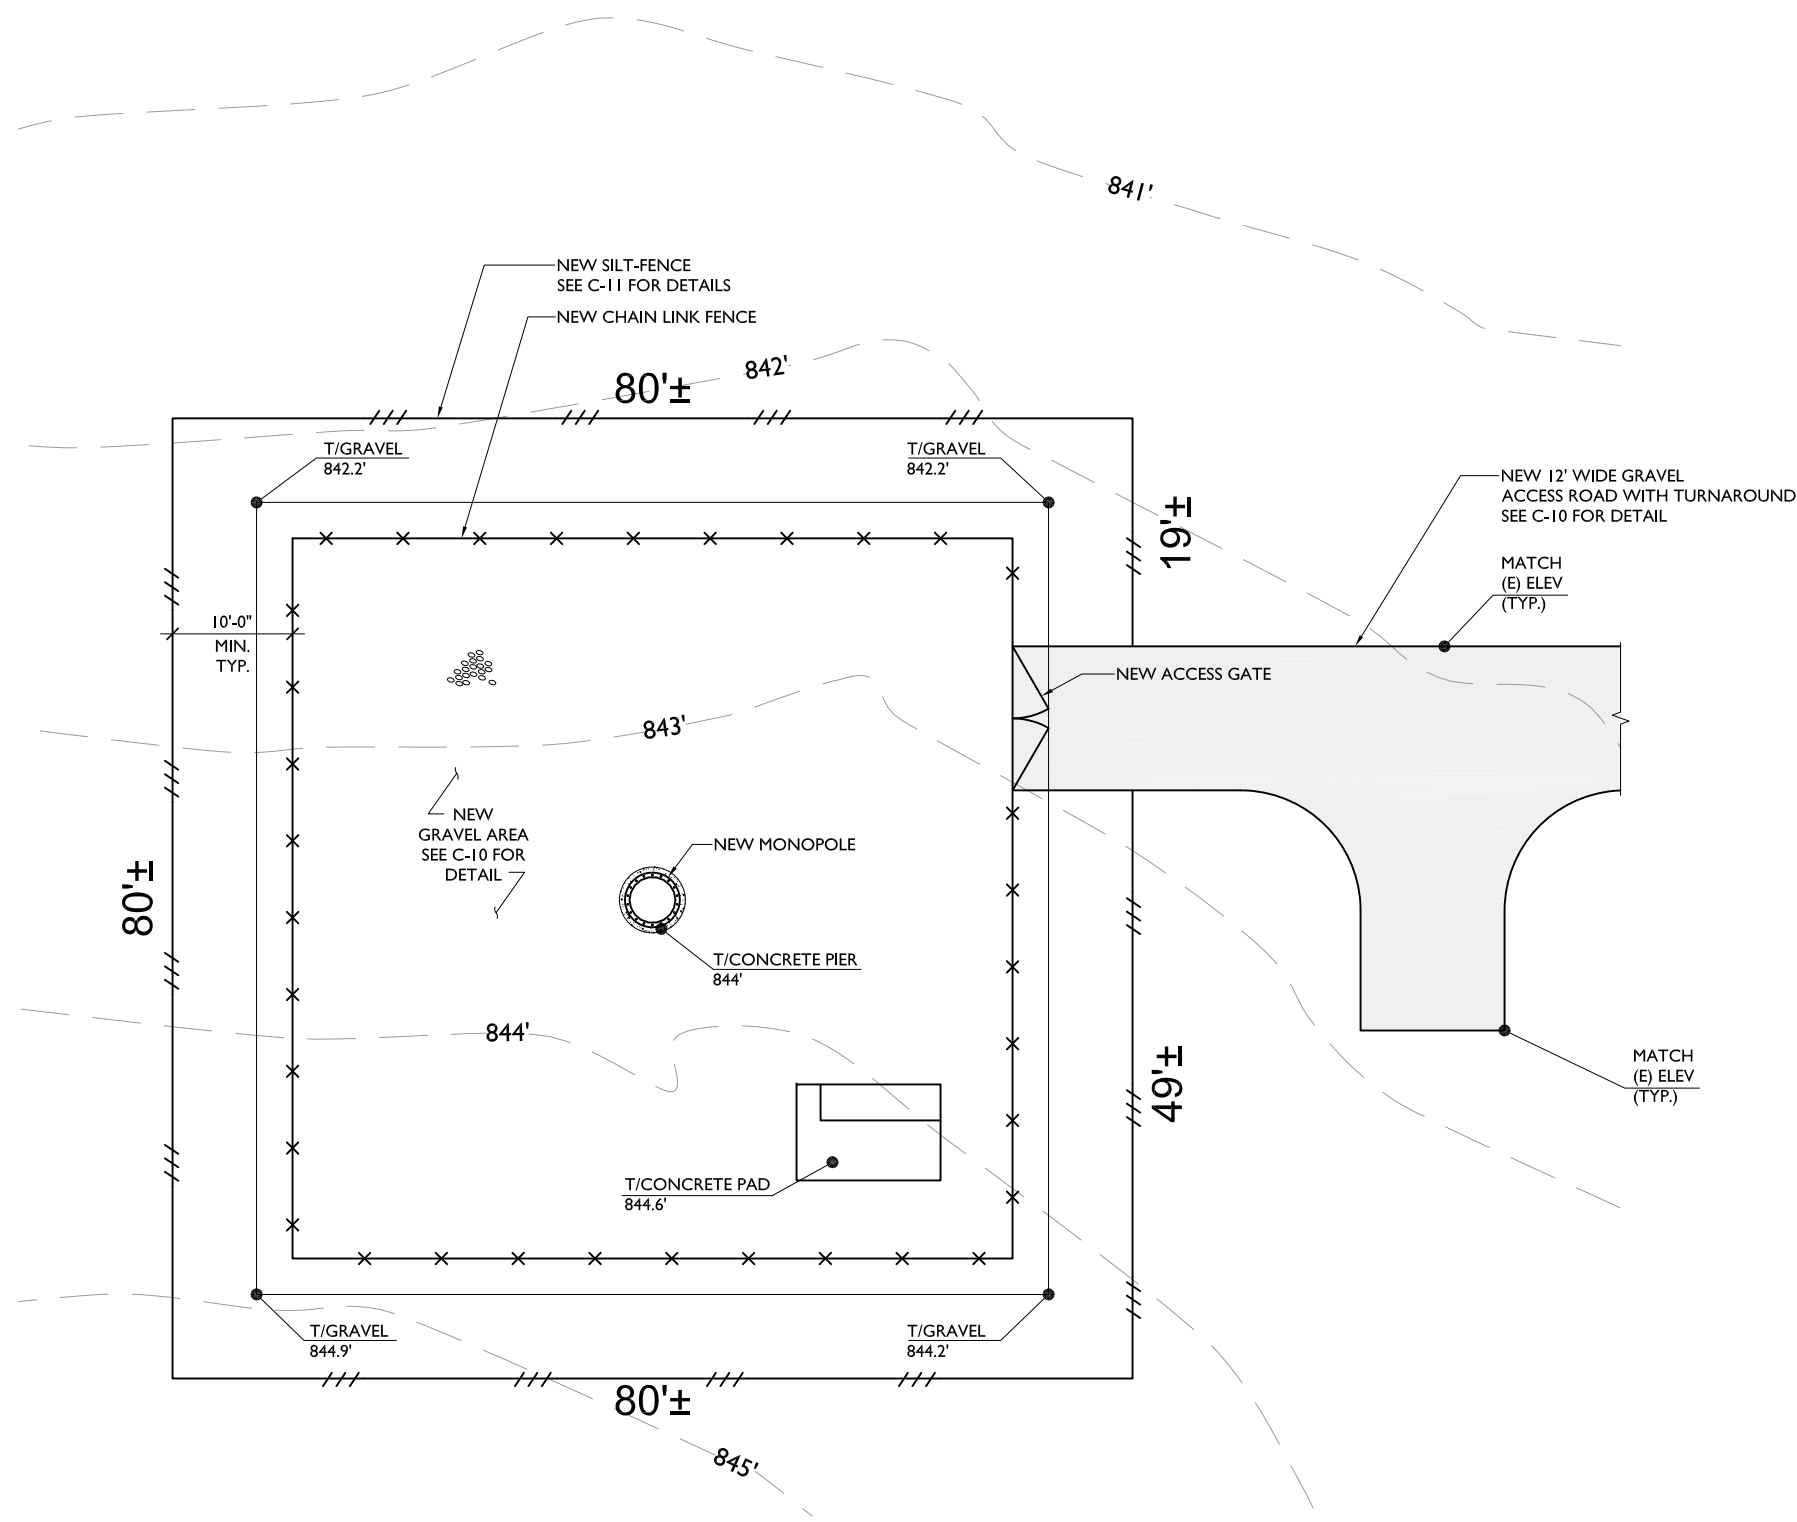 841'
NEW SILT-FENCE
SEE C-11 FOR DETAILS
NEW CHAIN LINK FENCE
842'
80'±
T/GRAVEL
842.2'
T/GRAVEL
842.2'
19'±
NEW 12' WIDE GRAVEL
ACCESS ROAD WITH TURNAROUND
SEE C-10 FOR DETAIL
MATCH
(E) ELEV
(TYP.)
10'-0"
MIN.
TYP.
NEW ACCESS GATE
843'
NEW
GRAVEL AREA
SEE C-10 FOR
DETAIL
NEW MONOPOLE
80'±
T/CONCRETE PIER
844'
844'
49'±
MATCH
(E) ELEV
(TYP.)
T/CONCRETE PAD
844.6'
T/GRAVEL
844.9'
T/GRAVEL
844.2'
80'±
845'